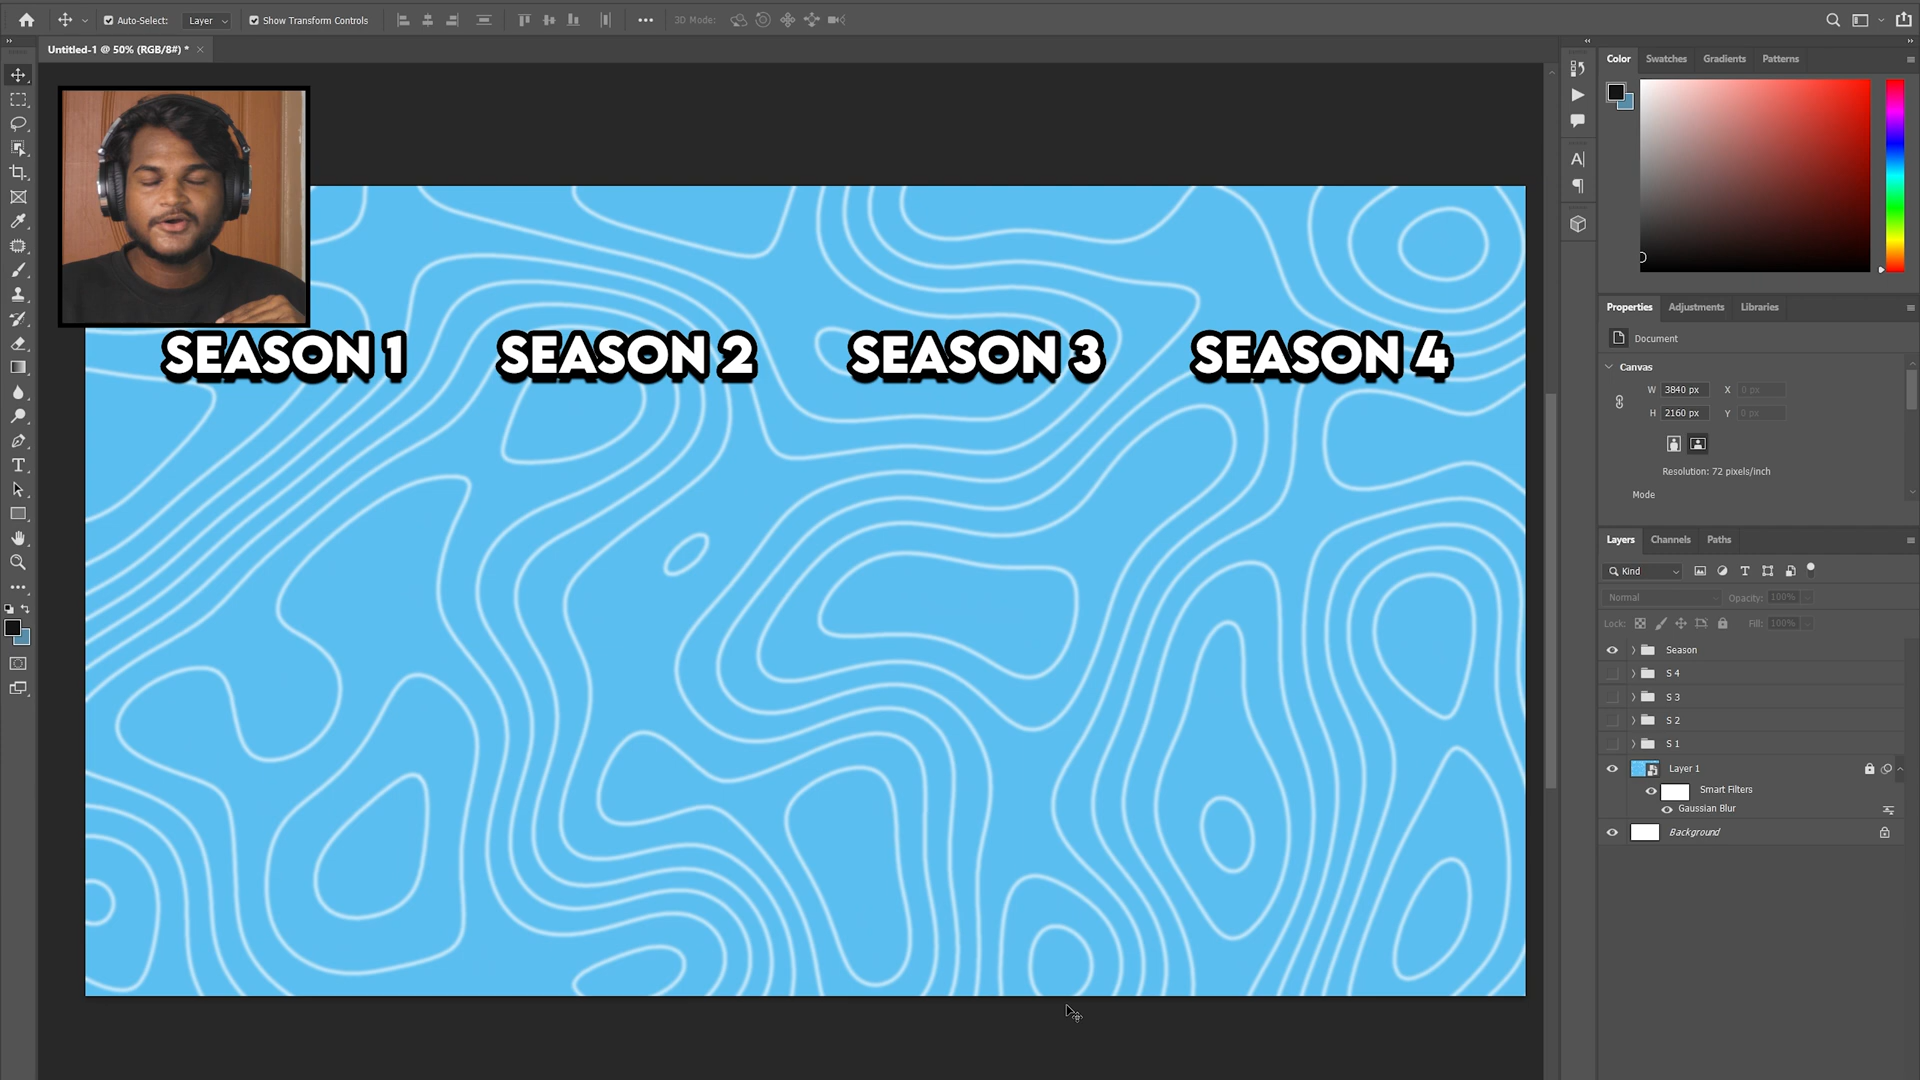 Auto-Select:
Layer
Show Transform Controls
3D Mode:
Untitled-1 @ 50% (RGB/8#) *
SEASON 1
SEASON 2
SEASON 3
SEASON 4
Color
Swatches
Gradients
Patterns
Properties
Adjustments
Libraries
Document
Canvas
W 3840 px X 0 px
H 2160 px Y 0 px
Resolution: 72 pixels/inch
Mode
Layers
Channels
Paths
Kind
Normal
Opacity: 100%
Lock:
Fill: 100%
Season
S 4
S 3
S 2
S 1
Layer 1
Smart Filters
Gaussian Blur
Background